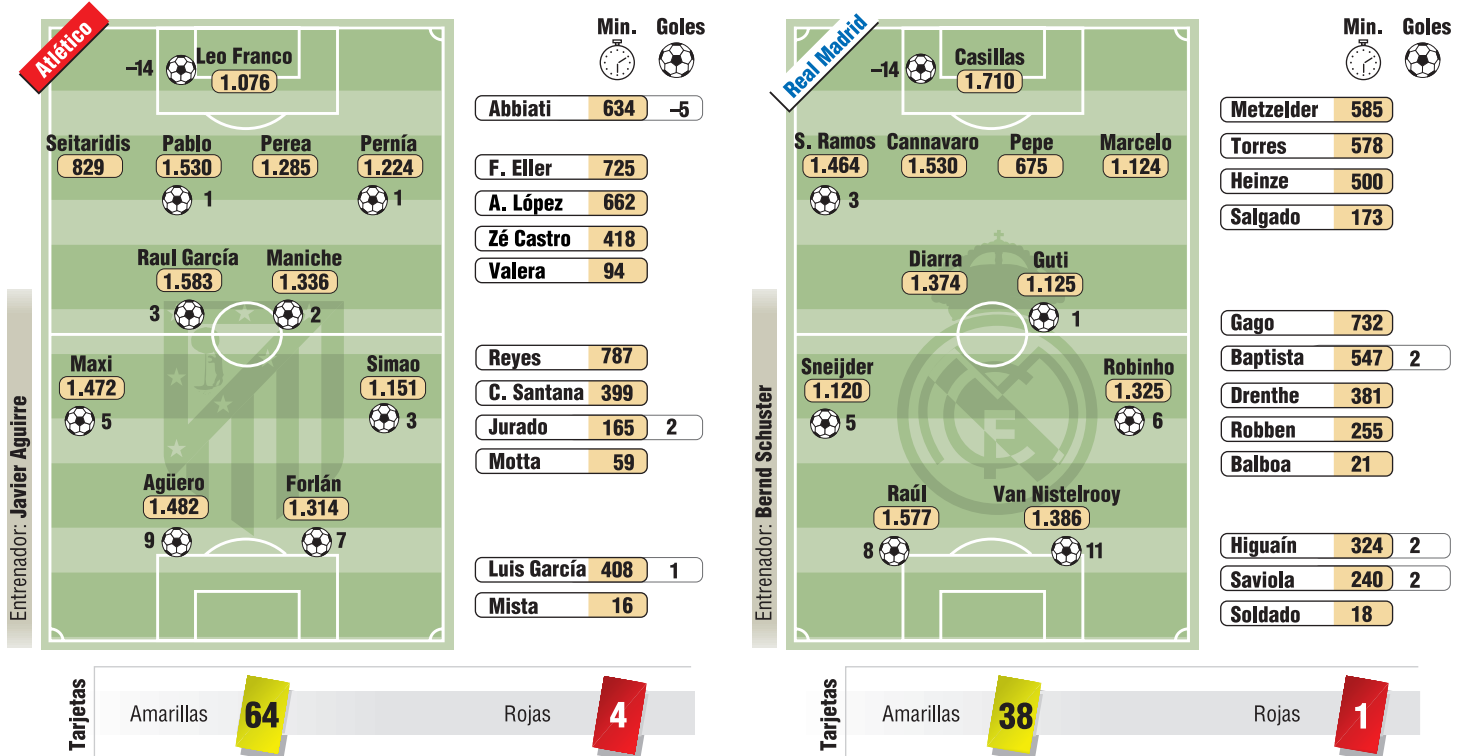 Atlético
Min. Goles
–14
Leo Franco
1.076
Abbiati 634 –5
Seitaridis Pablo Perea Pernía
829 1.530 1.285 1.224
1 1
F. Eller 725
A. López 662
Zé Castro 418
Valera 94
Raul García Maniche
1.583 1.336
3 2
Maxi Simao
1.472 1.151
5 3
Reyes 787
C. Santana 399
Jurado 165 2
Motta 59
Agüero Forlán
1.482 1.314
9 7
Luis García 408 1
Mista 16
Entrenador: Javier Aguirre
Tarjetas
Amarillas 64 Rojas 4
Real Madrid
Min. Goles
–14
Casillas
1.710
S. Ramos Cannavaro Pepe Marcelo
1.464 1.530 675 1.124
3
Metzelder 585
Torres 578
Heinze 500
Salgado 173
Diarra Guti
1.374 1.125
1
Sneijder Robinho
1.120 1.325
5 6
Gago 732
Baptista 547 2
Drenthe 381
Robben 255
Balboa 21
Raúl Van Nistelrooy
1.577 1.386
8 11
Higuaín 324 2
Saviola 240 2
Soldado 18
Entrenador: Bernd Schuster
Tarjetas
Amarillas 38 Rojas 1